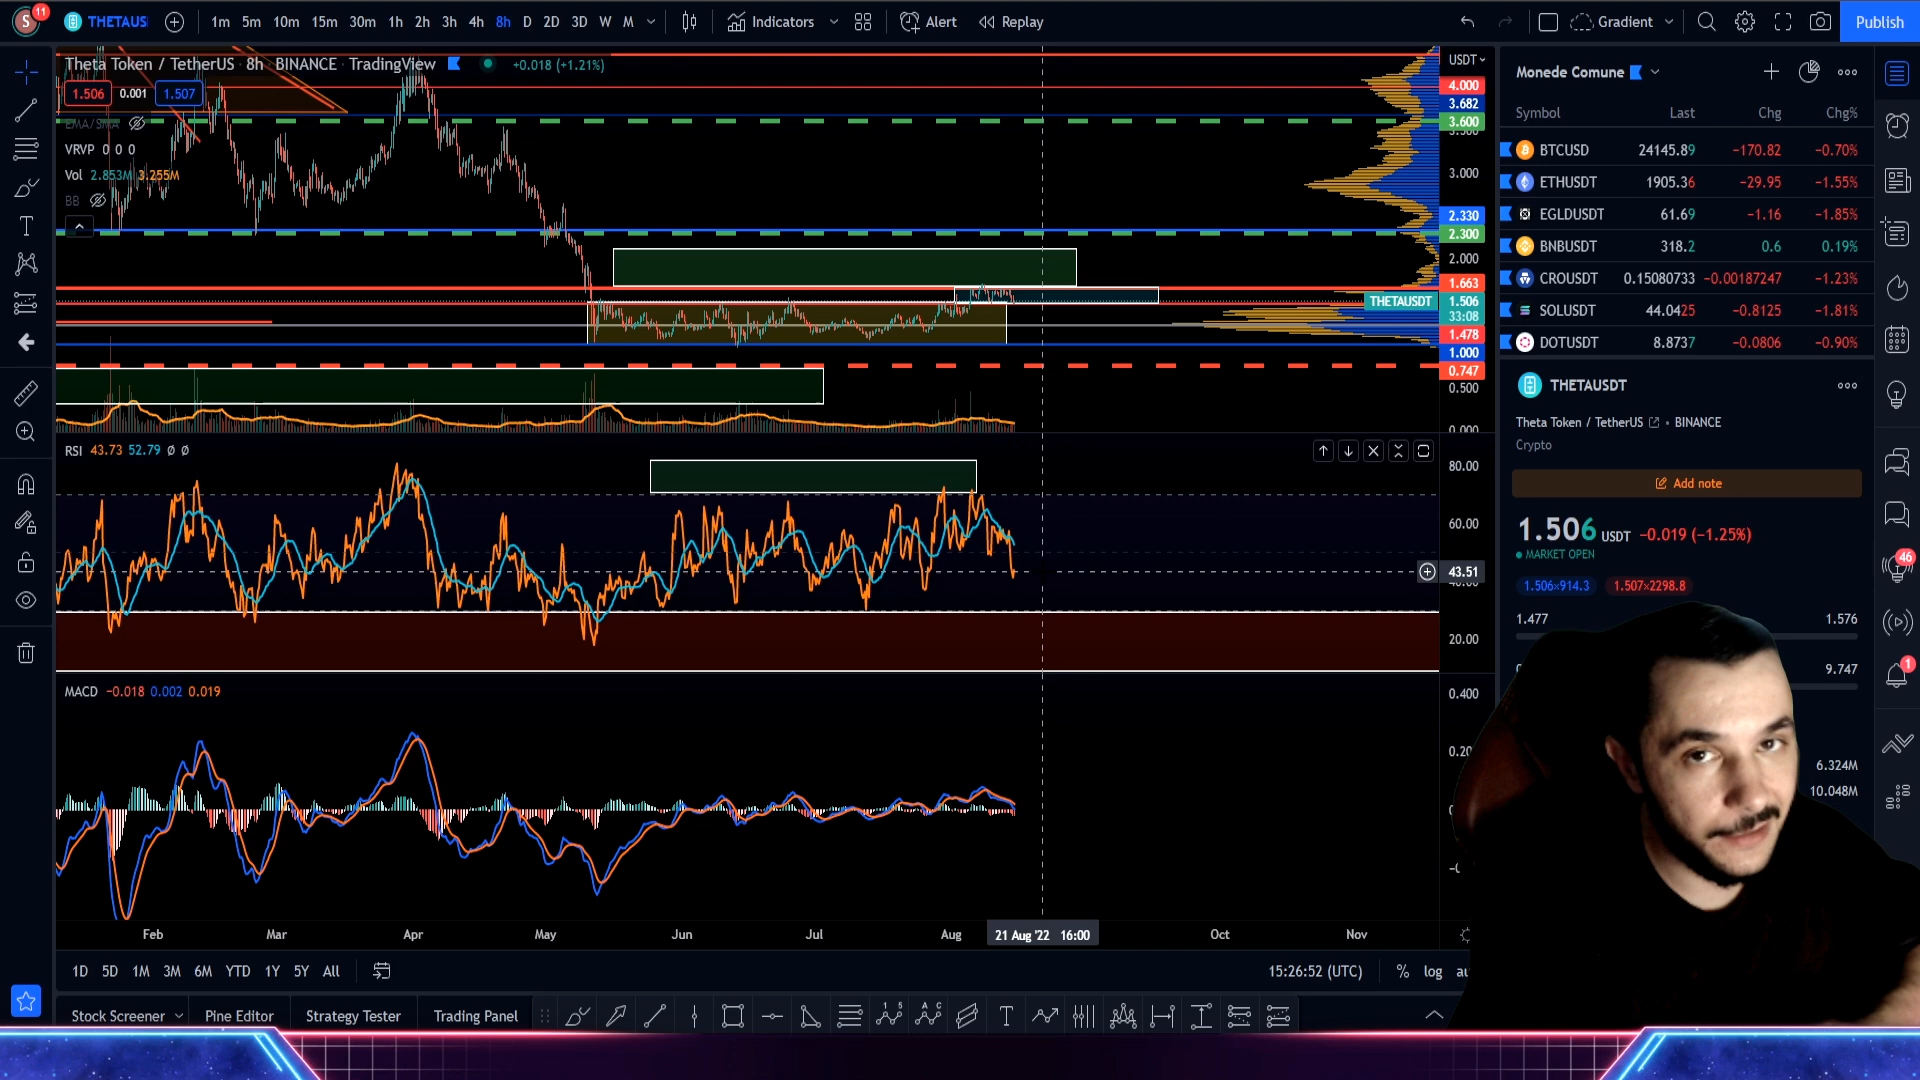 S 11 THETAUS 1m 5m 10m 15m 30m 1h 2h 3h 4h 8h D 2D 3D W M Indicators Alert Replay Gradient Publish
Theta Token / TetherUS · 8h · BINANCE · TradingView +0.018 (+1.21%)
1.506 0.001 1.507
EMA/SMA
VRVP 0 0 0
Vol 2.853M 3.255M
BB
USDT
4.000
3.682
3.600
3.000
2.330
2.300
2.000
1.663
THETAUSDT 1.506
33:08
1.478
1.000
0.747
0.500
0.000
RSI 43.73 52.79 Ø Ø
80.00
60.00
43.51
20.00
MACD −0.018 0.002 0.019
0.400
Feb Mar Apr May Jun Jul Aug 21 Aug '22 16:00 Oct Nov
1D 5D 1M 3M 6M YTD 1Y 5Y All 15:26:52 (UTC) % log au
Stock Screener Pine Editor Strategy Tester Trading Panel
Monede Comune
Symbol Last Chg Chg%
BTCUSD 24145.89 −170.82 −0.70%
ETHUSDT 1905.36 −29.95 −1.55%
EGLDUSDT 61.69 −1.16 −1.85%
BNBUSDT 318.2 0.6 0.19%
CROUSDT 0.15080733 −0.00187247 −1.23%
SOLUSDT 44.0425 −0.8125 −1.81%
DOTUSDT 8.8737 −0.0806 −0.90%
THETAUSDT
Theta Token / TetherUS • BINANCE
Crypto
Add note
1.506 USDT −0.019 (−1.25%)
MARKET OPEN
1.506×914.3 1.507×2298.8
1.477 1.576
9.747
6.324M
10.048M
46
1